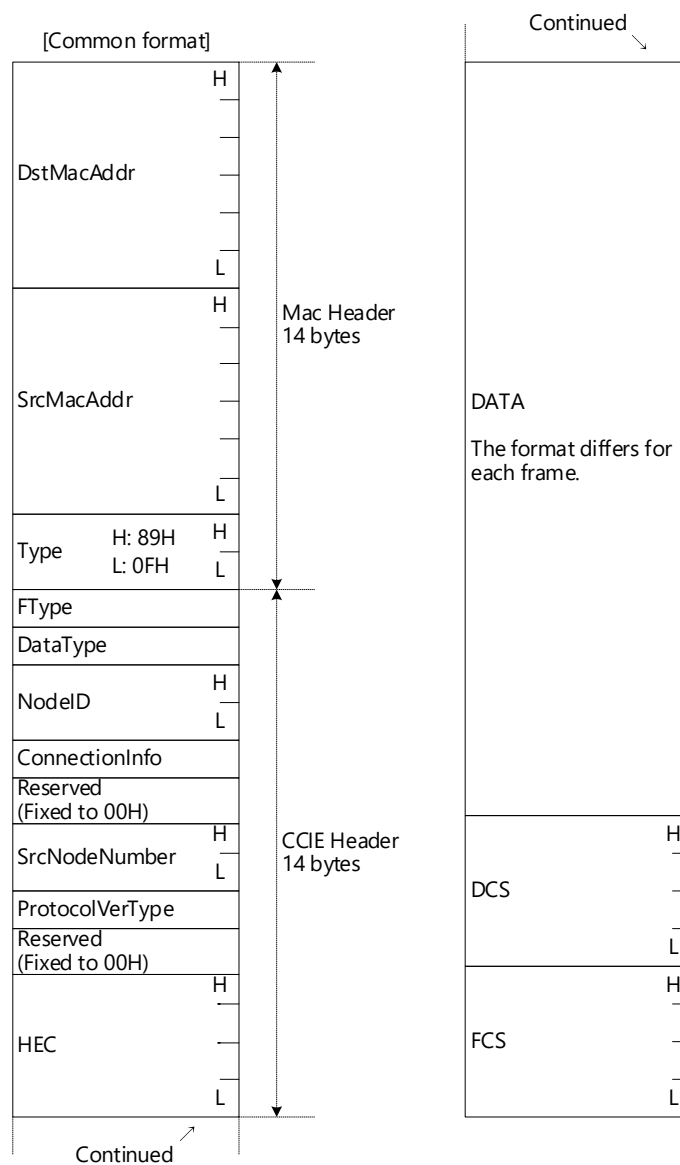 [Common format]
H
DstMacAddr
L
H
SrcMacAddr
L
Mac Header
14 bytes
Type H: 89H H
L: 0FH L
FType
DataType
H
NodeID
L
ConnectionInfo
Reserved
(Fixed to 00H)
H
SrcNodeNumber
L
ProtocolVerType
Reserved
(Fixed to 00H)
H
HEC
L
CCIE Header
14 bytes
Continued
Continued
DATA
The format differs for
each frame.
H
DCS
L
H
FCS
L